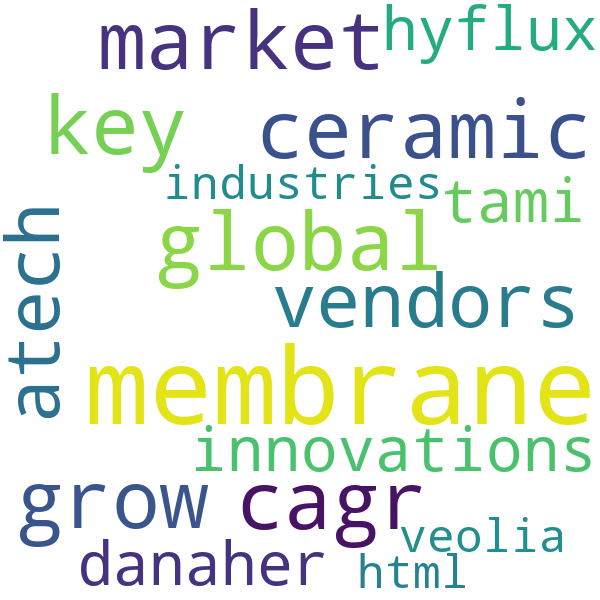 market hyflux
key ceramic
industries
tami
global
atech
vendors
membrane
innovations
grow cagr
veolia
danaher html